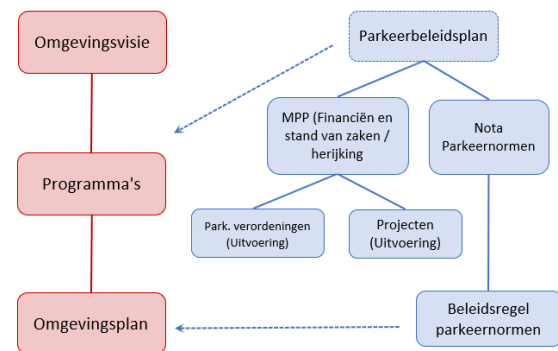 Omgevingsvisie
Parkeerbeleidsplan
MPP (Financiën en
stand van zaken /
herijking
Nota
Parkeernormen
Programma's
Park. verordeningen
(Uitvoering)
Projecten
(Uitvoering)
Omgevingsplan
Beleidsregel
parkeernormen